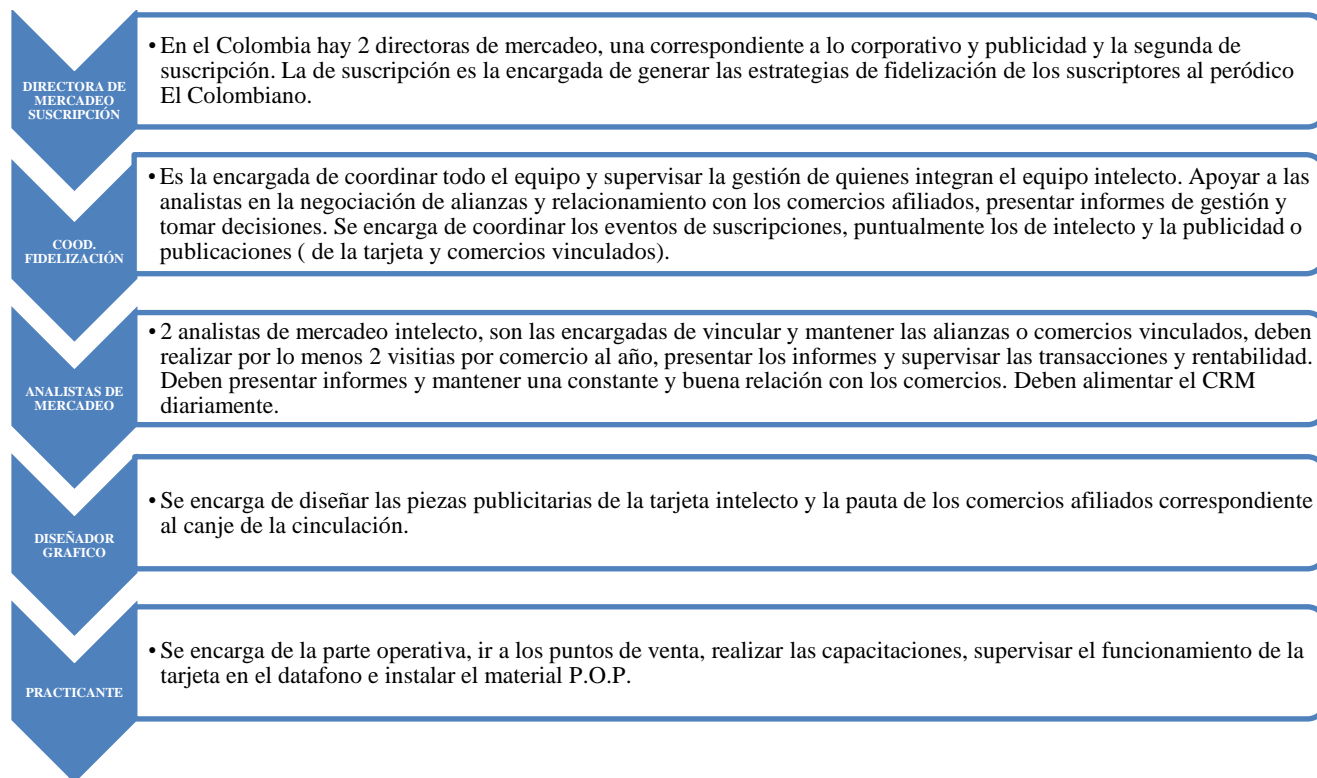 DIRECTORA DE
MERCADEO
SUSCRIPCIÓN
• En el Colombia hay 2 directoras de mercadeo, una correspondiente a lo corporativo y publicidad y la segunda de
suscripción. La de suscripción es la encargada de generar las estrategias de fidelización de los suscriptores al peródico
El Colombiano.
COOD.
FIDELIZACIÓN
• Es la encargada de coordinar todo el equipo y supervisar la gestión de quienes integran el equipo intelecto. Apoyar a las
analistas en la negociación de alianzas y relacionamiento con los comercios afiliados, presentar informes de gestión y
tomar decisiones. Se encarga de coordinar los eventos de suscripciones, puntualmente los de intelecto y la publicidad o
publicaciones ( de la tarjeta y comercios vinculados).
ANALISTAS DE
MERCADEO
• 2 analistas de mercadeo intelecto, son las encargadas de vincular y mantener las alianzas o comercios vinculados, deben
realizar por lo menos 2 visitias por comercio al año, presentar los informes y supervisar las transacciones y rentabilidad.
Deben presentar informes y mantener una constante y buena relación con los comercios. Deben alimentar el CRM
diariamente.
DISEÑADOR
GRAFICO
• Se encarga de diseñar las piezas publicitarias de la tarjeta intelecto y la pauta de los comercios afiliados correspondiente
al canje de la cinculación.
PRACTICANTE
• Se encarga de la parte operativa, ir a los puntos de venta, realizar las capacitaciones, supervisar el funcionamiento de la
tarjeta en el datafono e instalar el material P.O.P.